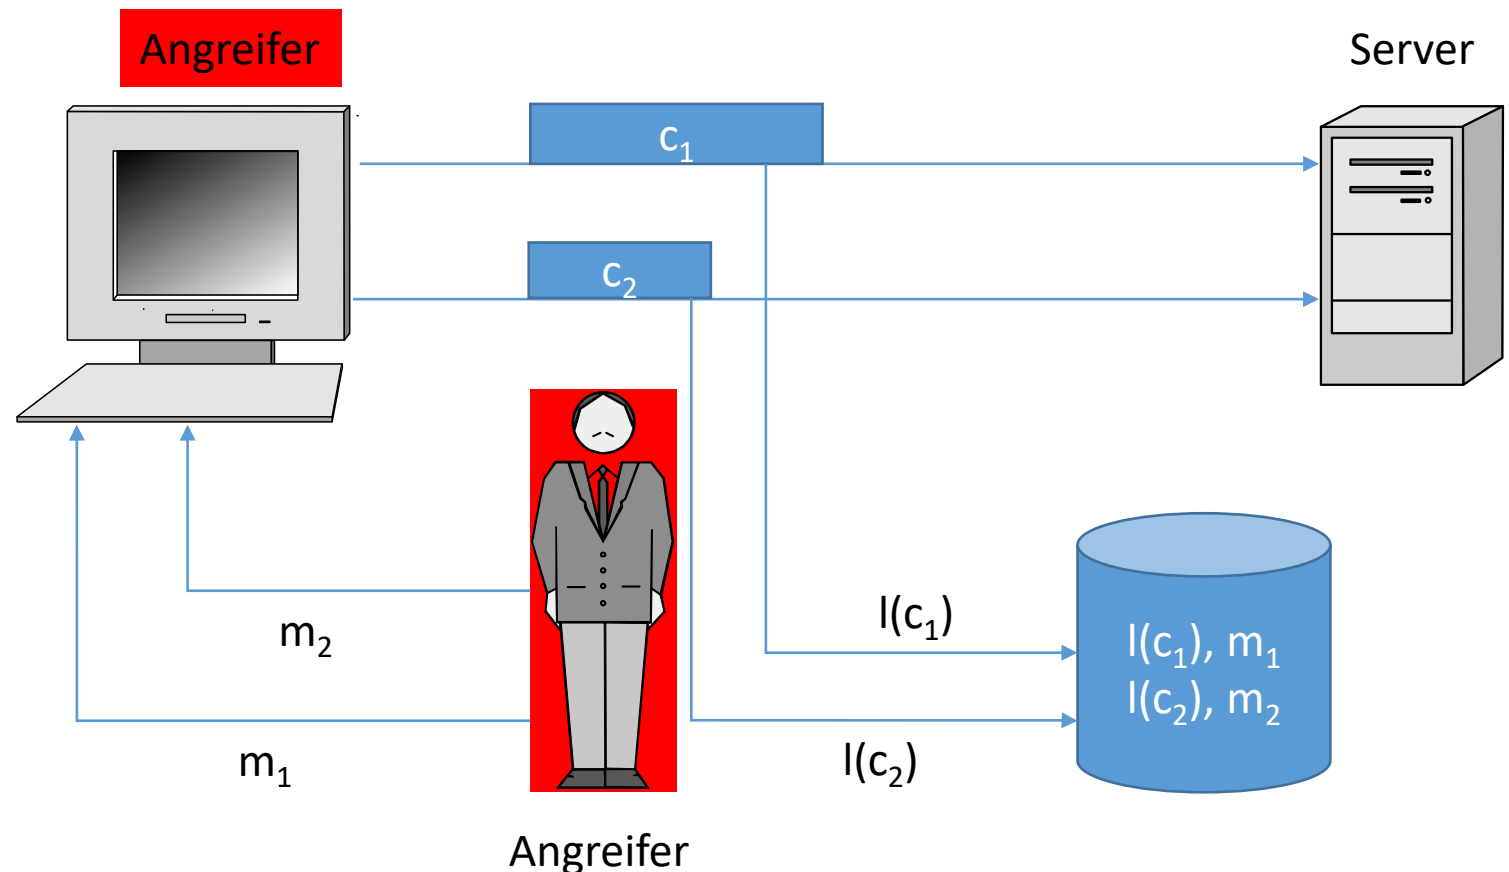 Angreifer
Server
c₁
c₂
m₂
m₁
l(c₁)
l(c₂)
l(c₁), m₁
l(c₂), m₂
Angreifer